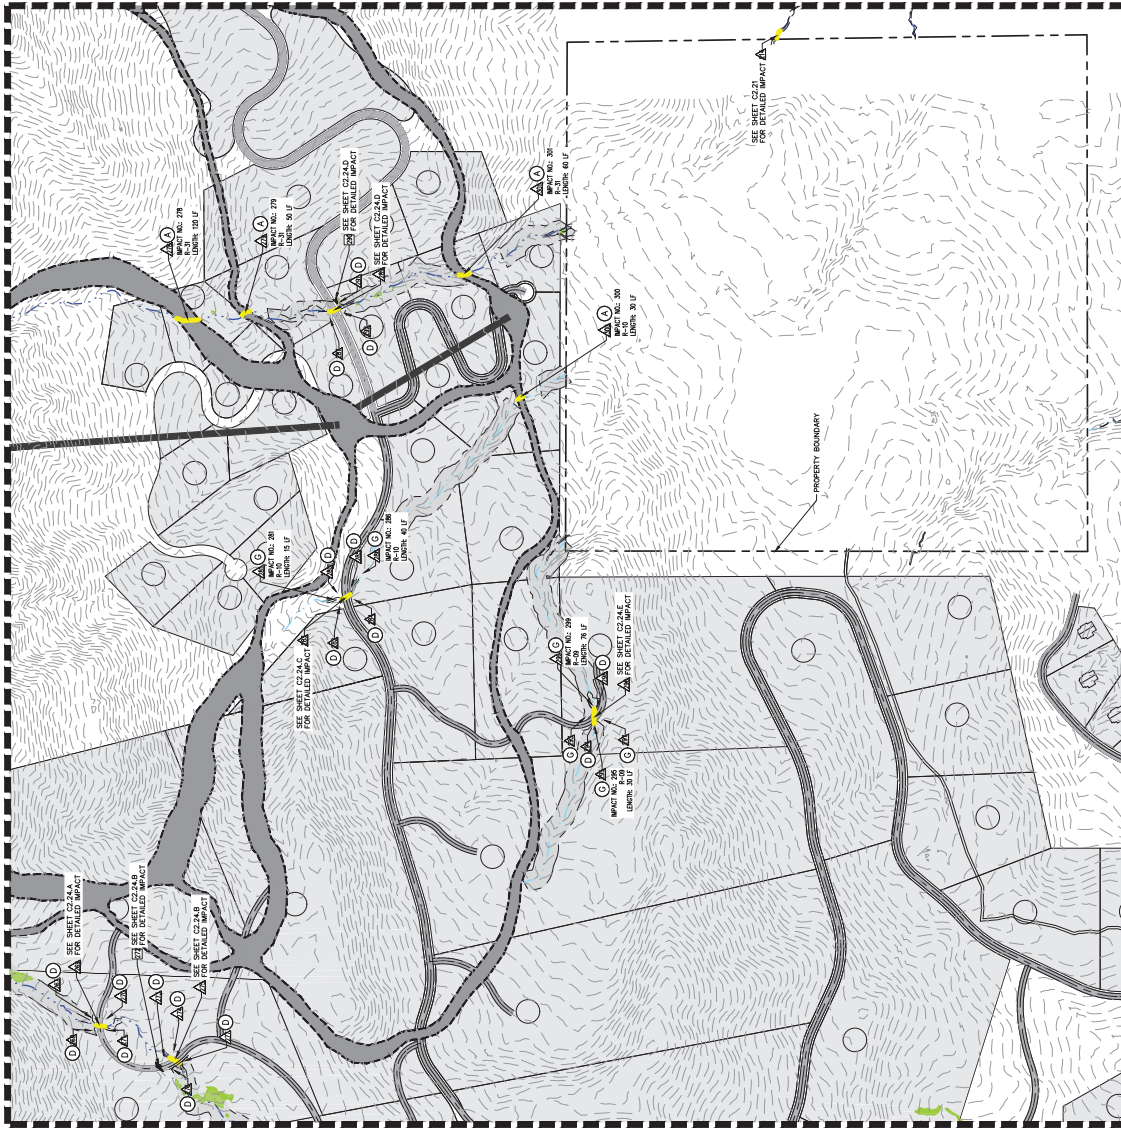 SEE SHEET C2.21
FOR DETAILED IMPACT
A
IMPACT NO.: 278
R-31
LENGTH: 120 LF
A
IMPACT NO.: 279
R-31
LENGTH: 50 LF
SEE SHEET C2.24.D
FOR DETAILED IMPACT
D
SEE SHEET C2.24.D
FOR DETAILED IMPACT
A
IMPACT NO.: 301
R-31
LENGTH: 60 LF
D
D
A
IMPACT NO.: 300
R-10
LENGTH: 30 LF
PROPERTY BOUNDARY
G
IMPACT NO.: 281
R-10
LENGTH: 15 LF
D
D
G
IMPACT NO.: 286
R-10
LENGTH: 40 LF
D
D
SEE SHEET C2.24.C
FOR DETAILED IMPACT
G
IMPACT NO.: 299
R-09
LENGTH: 76 LF
D
SEE SHEET C2.24.E
FOR DETAILED IMPACT
G
D
G
G
IMPACT NO.: 295
R-09
LENGTH: 30 LF
SEE SHEET C2.24.A
FOR DETAILED IMPACT
272
SEE SHEET C2.24.B
FOR DETAILED IMPACT
SEE SHEET C2.24.B
FOR DETAILED IMPACT
D
D
D
D
D
D
D
D